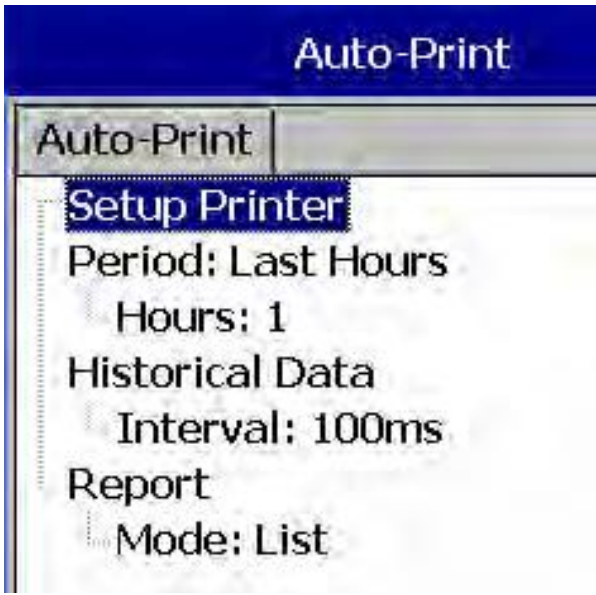 Auto-Print
Auto-Print
Setup Printer
Period: Last Hours
Hours: 1
Historical Data
Interval: 100ms
Report
Mode: List